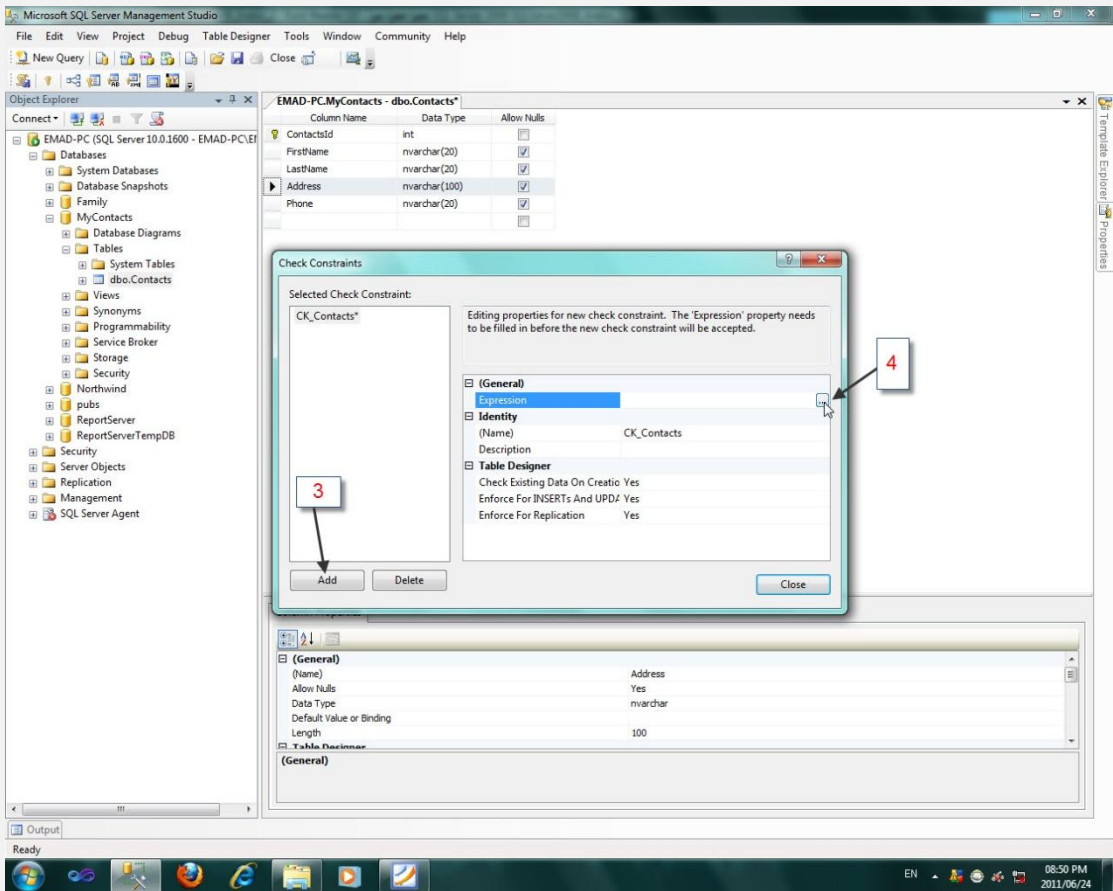 Microsoft SQL Server Management Studio
File Edit View Project Debug Table Designer Tools Window Community Help
New Query Close
Object Explorer
Connect
EMAD-PC (SQL Server 10.0.1600 - EMAD-PC\E
Databases
System Databases
Database Snapshots
Family
MyContacts
Database Diagrams
Tables
System Tables
dbo.Contacts
Views
Synonyms
Programmability
Service Broker
Storage
Security
Northwind
pubs
ReportServer
ReportServerTempDB
Security
Server Objects
Replication
Management
SQL Server Agent
EMAD-PC.MyContacts - dbo.Contacts*
Column Name Data Type Allow Nulls
ContactsId int
FirstName nvarchar(20)
LastName nvarchar(20)
Address nvarchar(100)
Phone nvarchar(20)
Template Explorer
Properties
Check Constraints
Selected Check Constraint:
CK_Contacts*
Editing properties for new check constraint. The 'Expression' property needs
to be filled in before the new check constraint will be accepted.
(General)
Expression ...
4
Identity
(Name) CK_Contacts
Description
Table Designer
Check Existing Data On Creatio Yes
Enforce For INSERTs And UPDA Yes
Enforce For Replication Yes
3
Add Delete Close
(General)
(Name) Address
Allow Nulls Yes
Data Type nvarchar
Default Value or Binding
Length 100
Table Designer
(General)
Output
Ready
EN 08:50 PM
2011/06/24